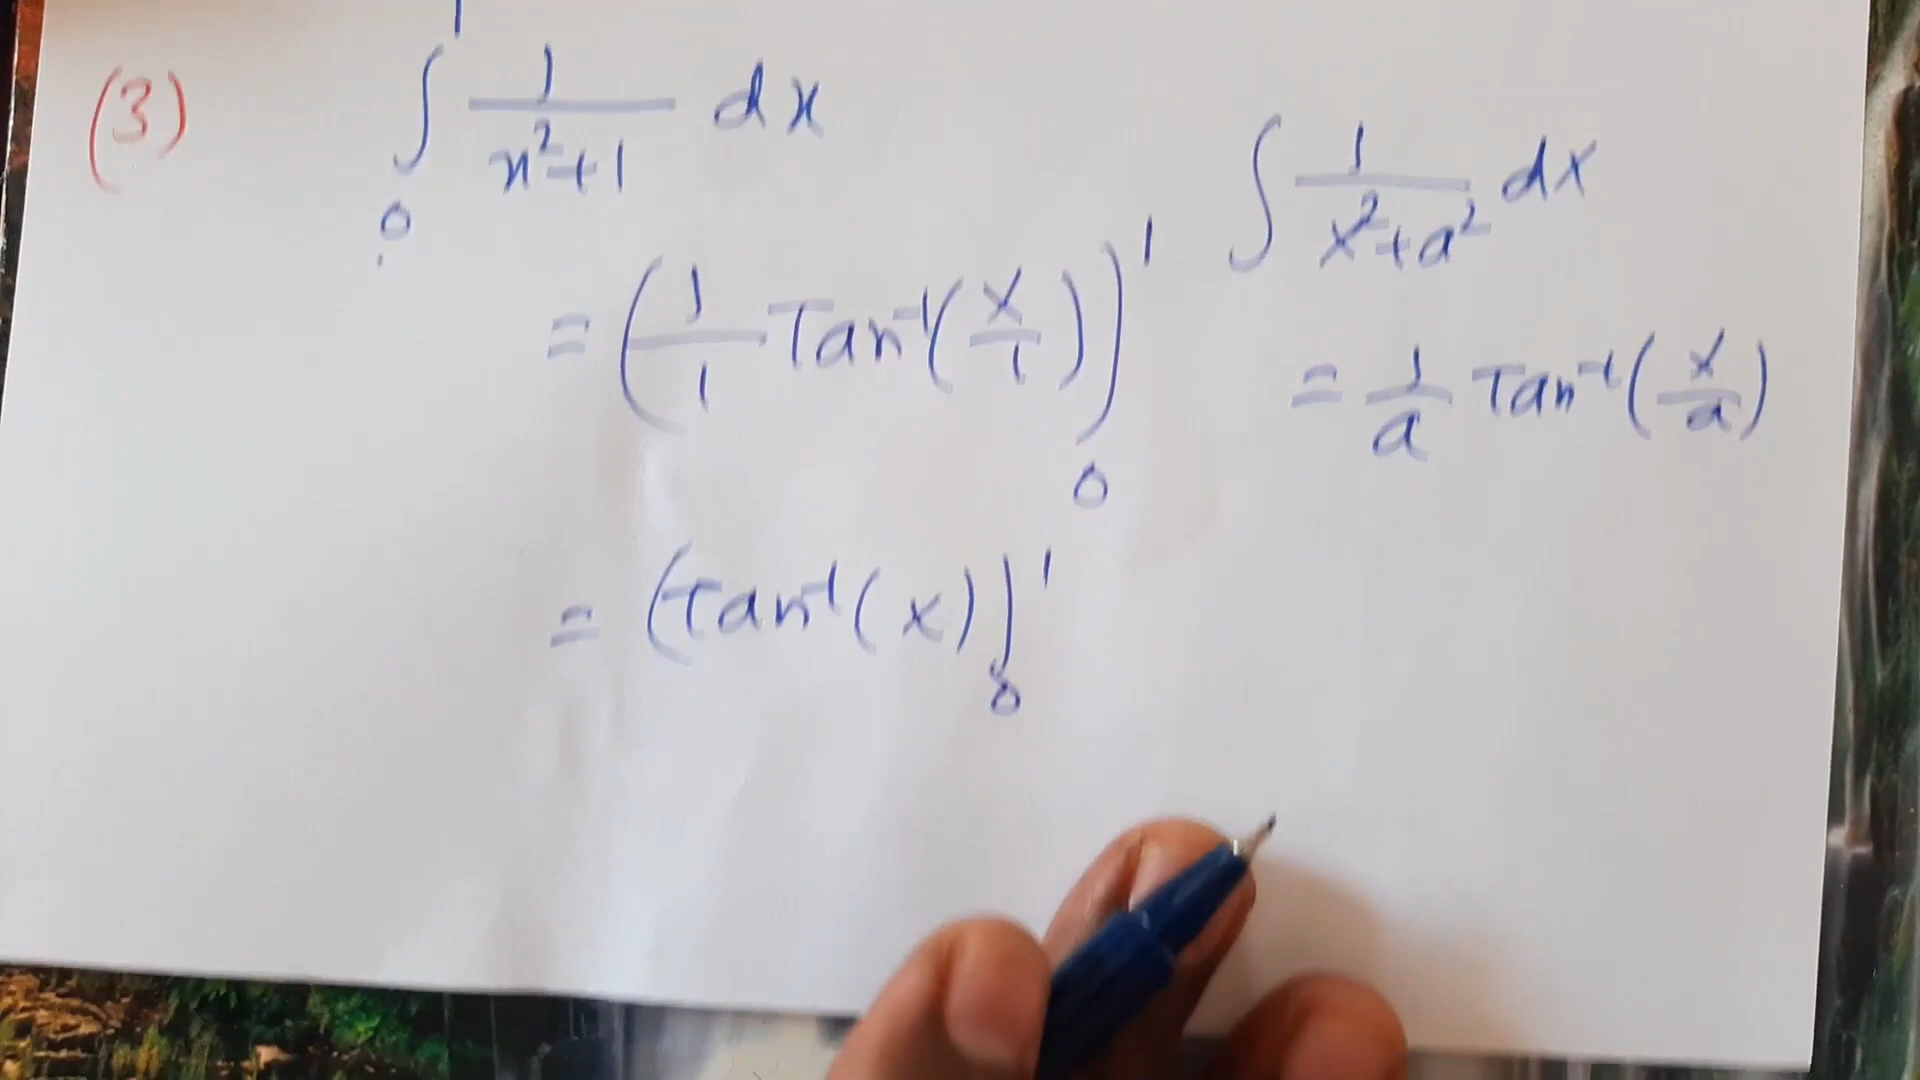 (3) ∫₀¹ 1/(x²+1) dx
∫ 1/(x²+a²) dx
= (1/1 Tan⁻¹(x/1))₀¹
= 1/a Tan⁻¹(x/a)
= (Tan⁻¹(x))₀¹